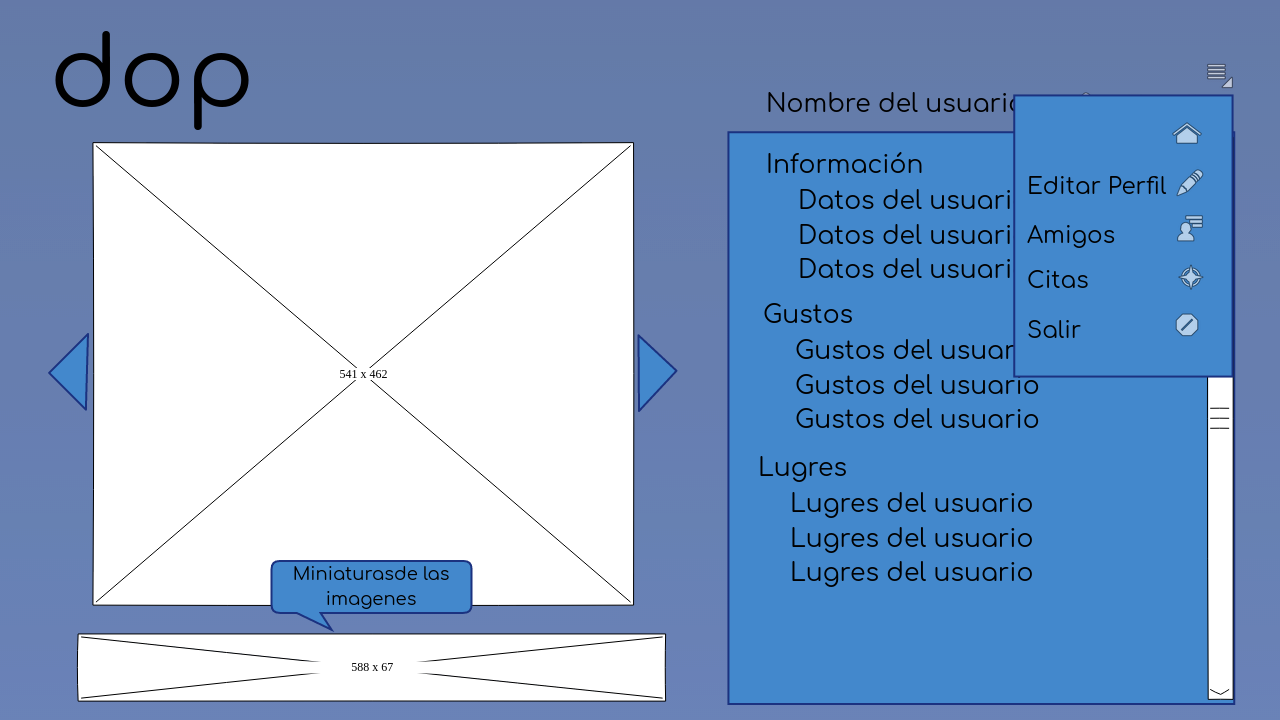 dop
Nombre del usuario
Información
Datos del usuari
Datos del usuari
Datos del usuari
Gustos
Gustos del usuar
Gustos del usuario
Gustos del usuario
Lugres
Lugres del usuario
Lugres del usuario
Lugres del usuario
Editar Perfil
Amigos
Citas
Salir
541 x 462
Miniaturasde las
imagenes
588 x 67